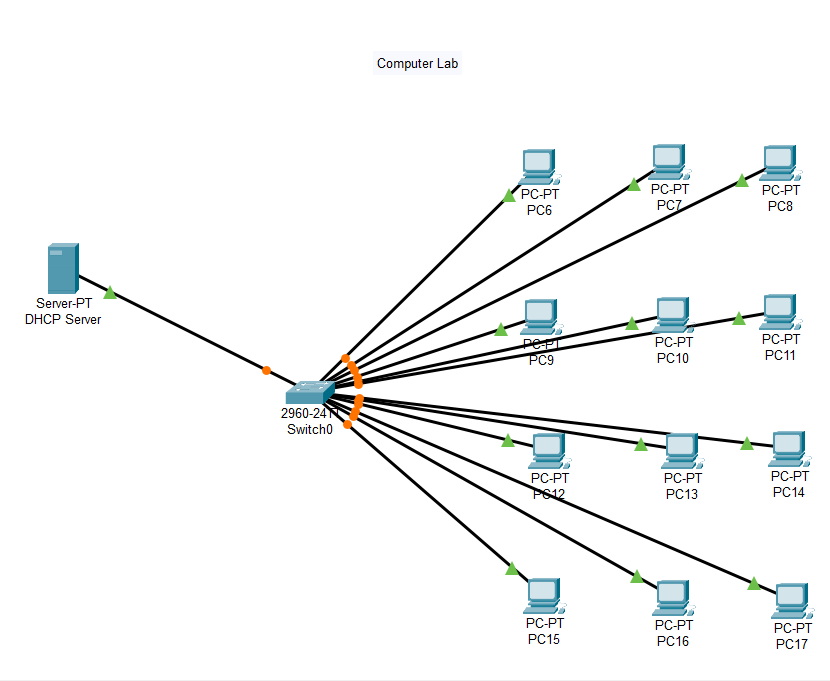 Computer Lab
PC-PT
PC6
PC-PT
PC7
PC-PT
PC8
Server-PT
DHCP Server
PC-PT
PC9
PC-PT
PC10
PC-PT
PC11
Switch0
PC-PT
PC12
PC-PT
PC13
PC-PT
PC14
PC-PT
PC15
PC-PT
PC16
PC-PT
PC17